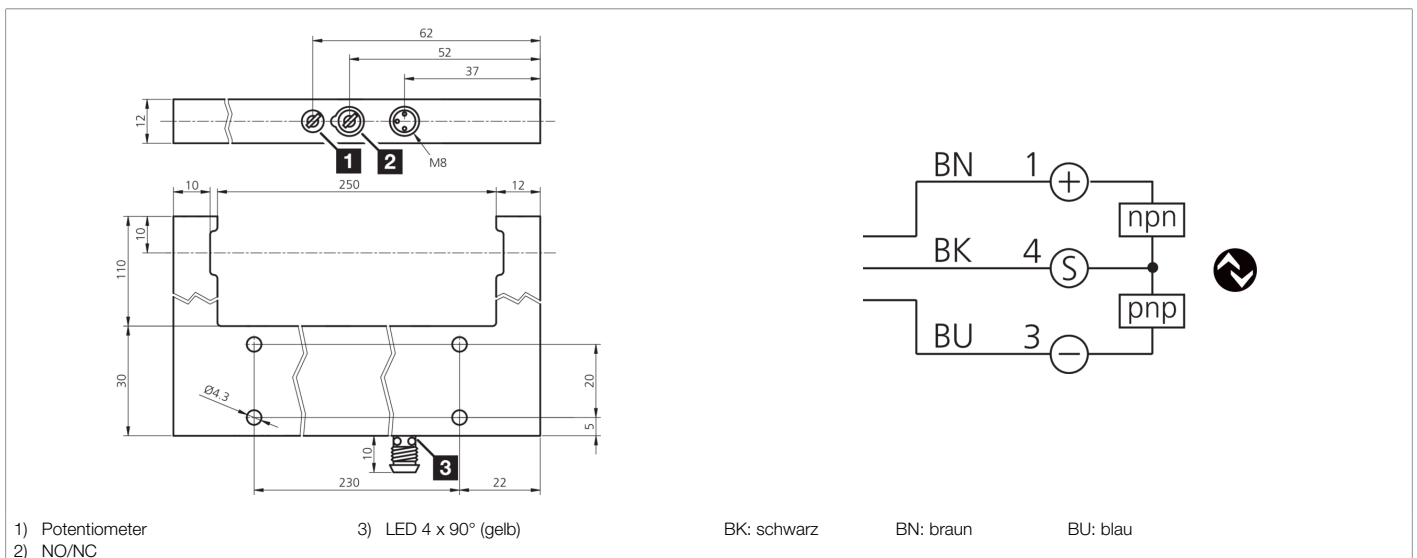 62
52
37
12
1
2
M8
10
250
12
10
110
30
Ø4.3
20
5
10
3
230
22
BN 1 +
npn
BK 4 S
pnp
BU 3 −
1) Potentiometer 3) LED 4 x 90° (gelb) BK: schwarz BN: braun BU: blau
2) NO/NC